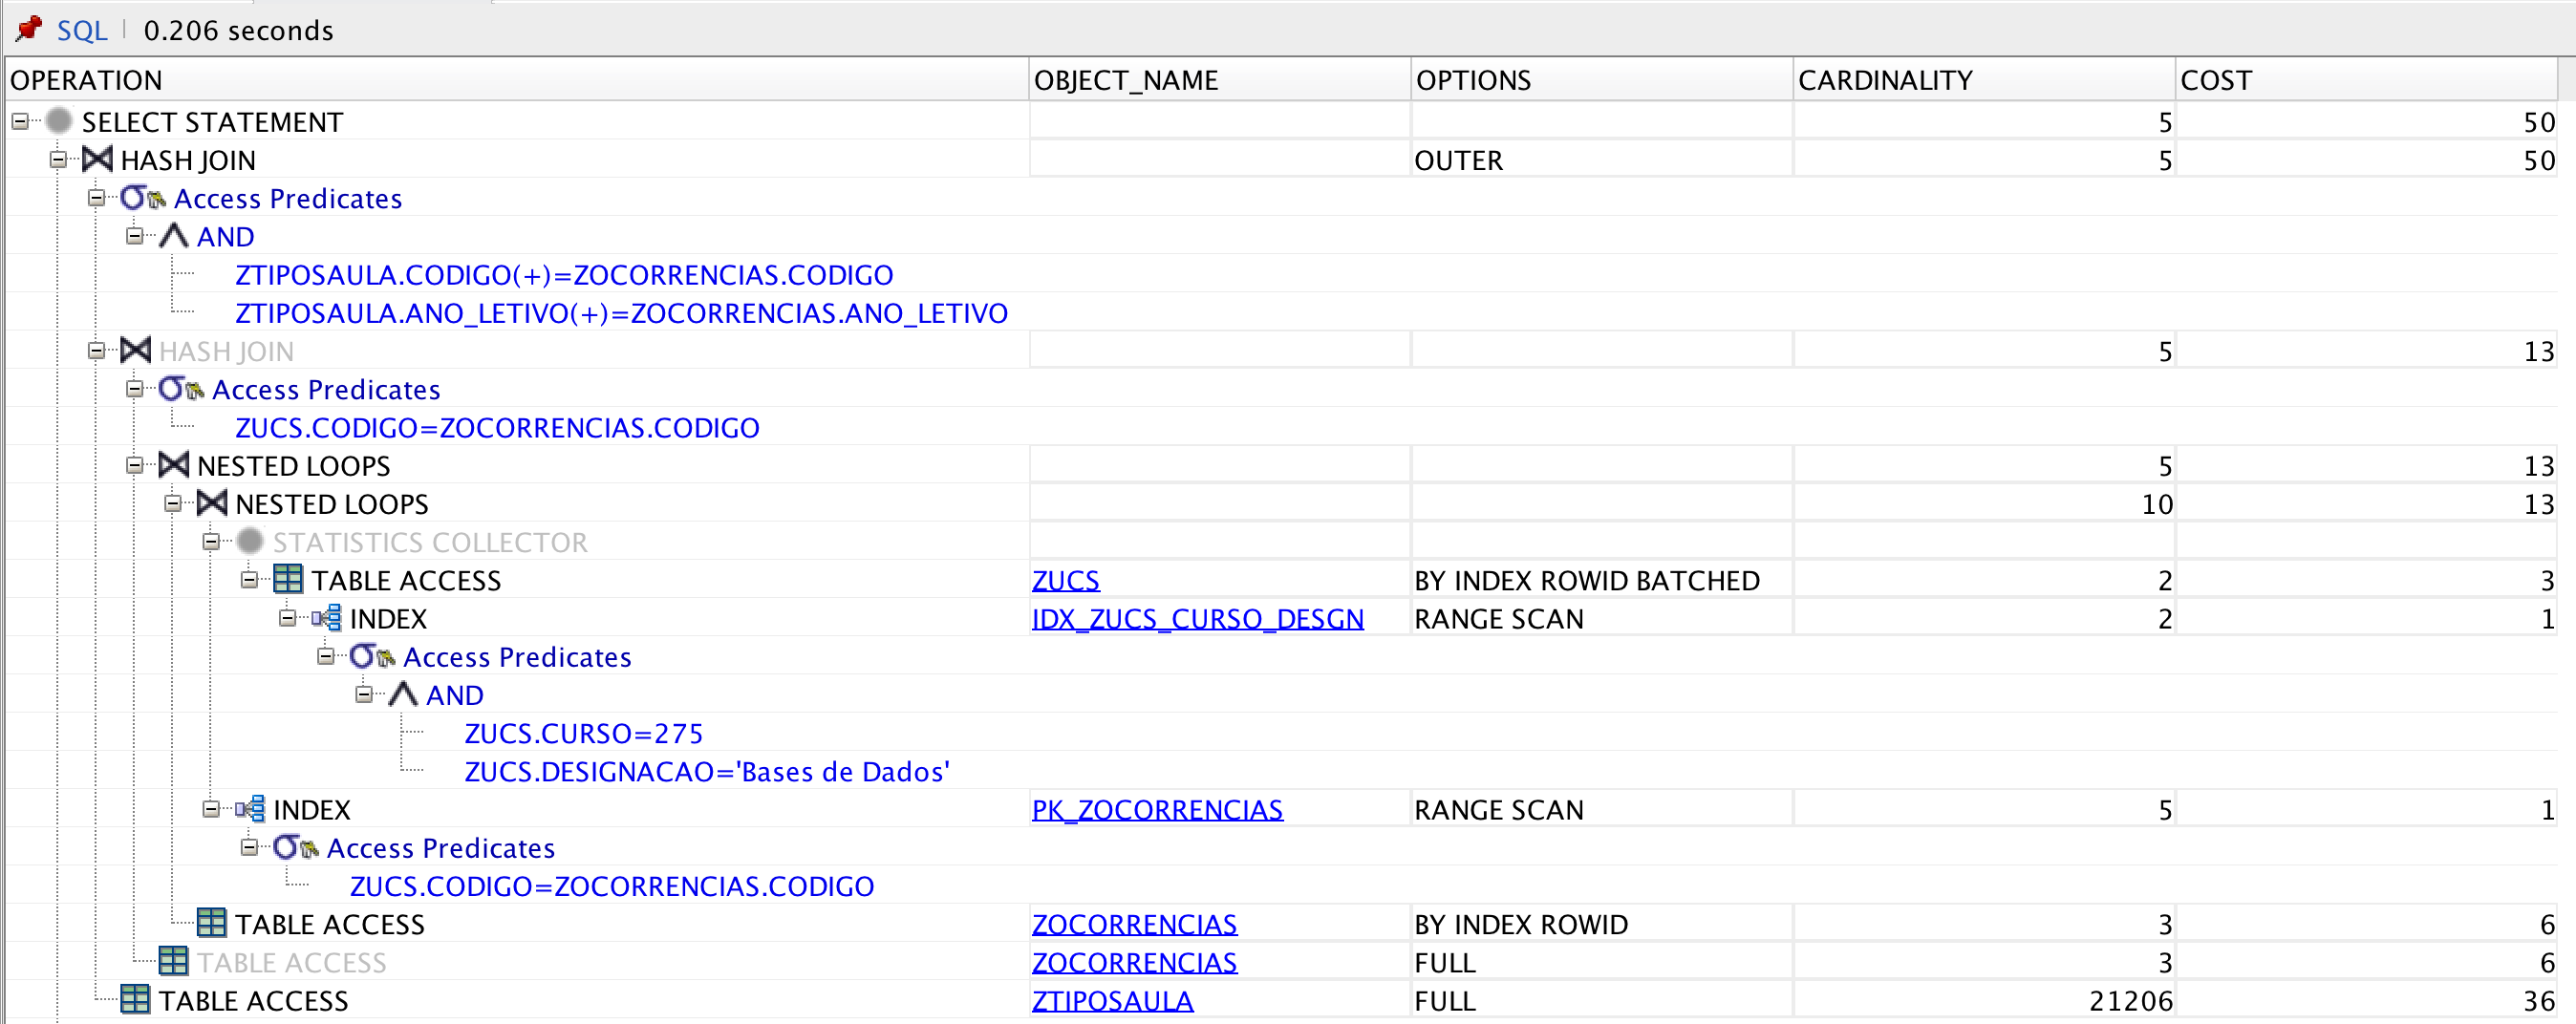 SQL | 0.206 seconds
OPERATION OBJECT_NAME OPTIONS CARDINALITY COST
SELECT STATEMENT 5 50
HASH JOIN OUTER 5 50
Access Predicates
AND
ZTIPOSAULA.CODIGO(+)=ZOCORRENCIAS.CODIGO
ZTIPOSAULA.ANO_LETIVO(+)=ZOCORRENCIAS.ANO_LETIVO
HASH JOIN 5 13
Access Predicates
ZUCS.CODIGO=ZOCORRENCIAS.CODIGO
NESTED LOOPS 5 13
NESTED LOOPS 10 13
STATISTICS COLLECTOR
TABLE ACCESS ZUCS BY INDEX ROWID BATCHED 2 3
INDEX IDX_ZUCS_CURSO_DESGN RANGE SCAN 2 1
Access Predicates
AND
ZUCS.CURSO=275
ZUCS.DESIGNACAO='Bases de Dados'
INDEX PK_ZOCORRENCIAS RANGE SCAN 5 1
Access Predicates
ZUCS.CODIGO=ZOCORRENCIAS.CODIGO
TABLE ACCESS ZOCORRENCIAS BY INDEX ROWID 3 6
TABLE ACCESS ZOCORRENCIAS FULL 3 6
TABLE ACCESS ZTIPOSAULA FULL 21206 36